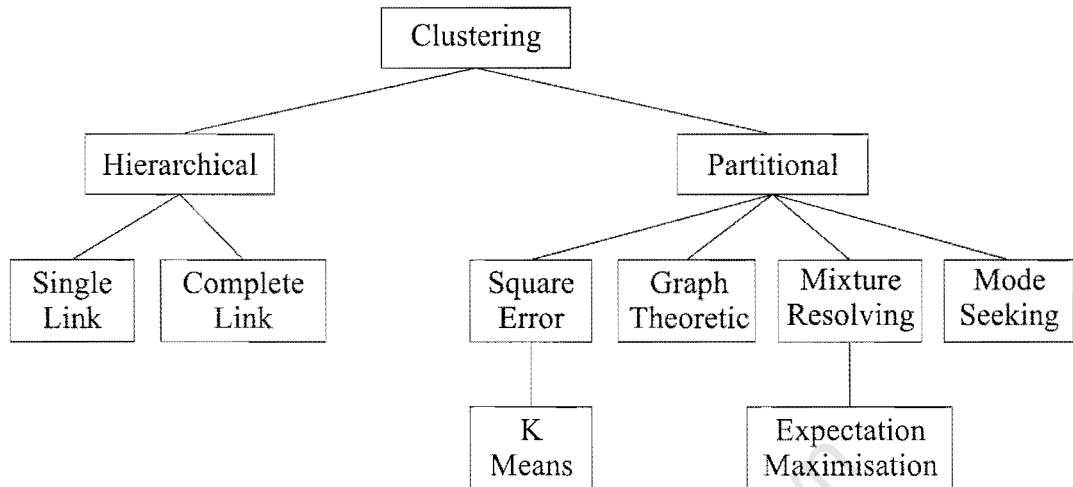 Clustering
Hierarchical
Partitional
Single
Link
Complete
Link
Square
Error
Graph
Theoretic
Mixture
Resolving
Mode
Seeking
K
Means
Expectation
Maximisation